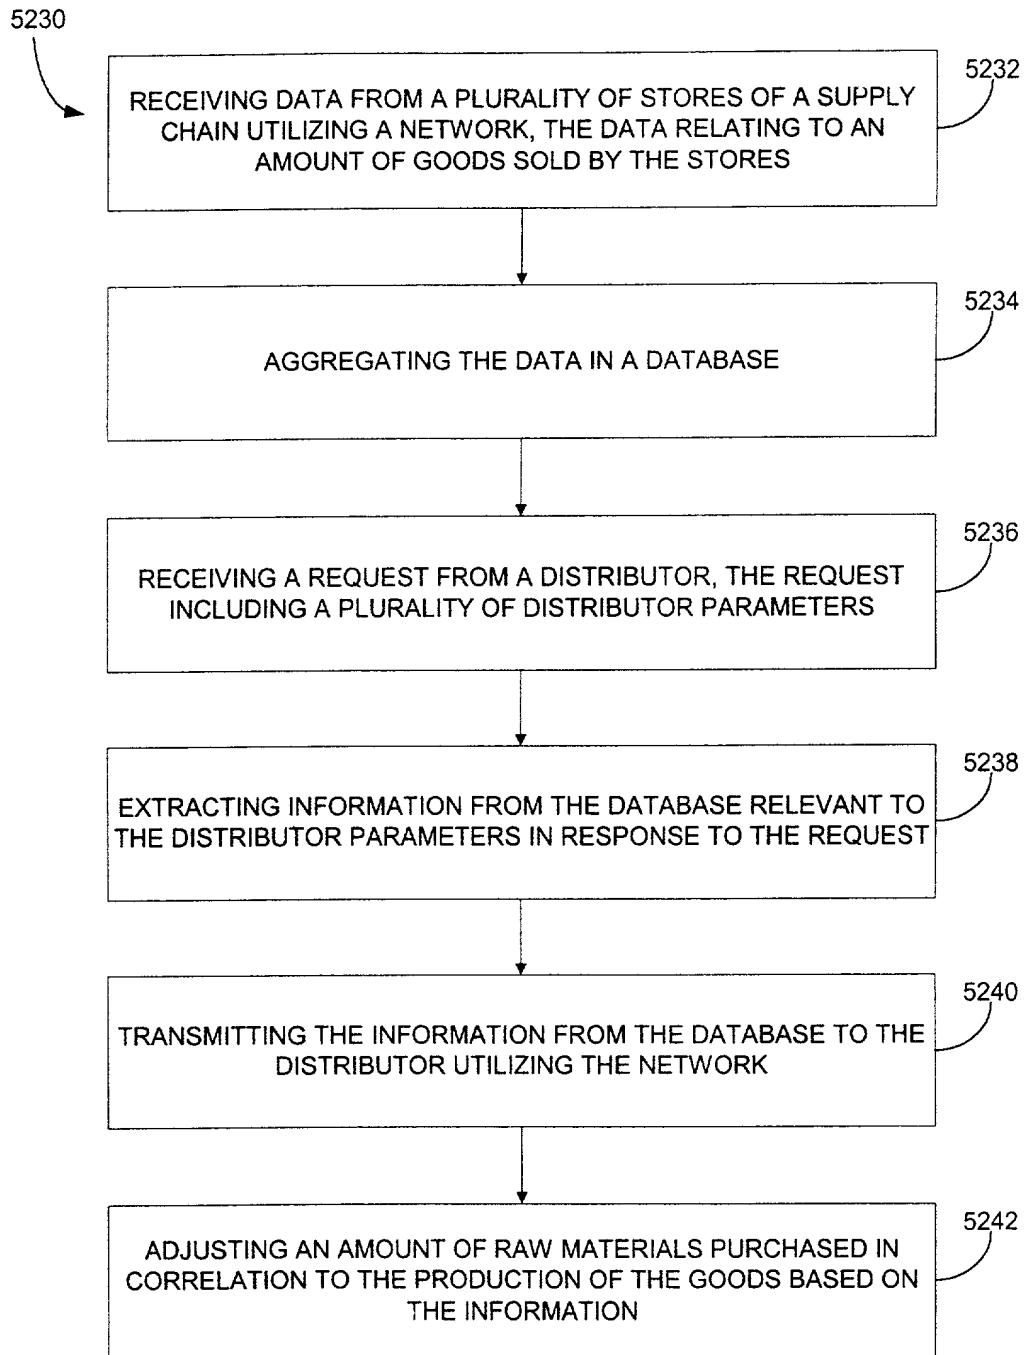 5230
5232
RECEIVING DATA FROM A PLURALITY OF STORES OF A SUPPLY
CHAIN UTILIZING A NETWORK, THE DATA RELATING TO AN
AMOUNT OF GOODS SOLD BY THE STORES
5234
AGGREGATING THE DATA IN A DATABASE
5236
RECEIVING A REQUEST FROM A DISTRIBUTOR, THE REQUEST
INCLUDING A PLURALITY OF DISTRIBUTOR PARAMETERS
5238
EXTRACTING INFORMATION FROM THE DATABASE RELEVANT TO
THE DISTRIBUTOR PARAMETERS IN RESPONSE TO THE REQUEST
5240
TRANSMITTING THE INFORMATION FROM THE DATABASE TO THE
DISTRIBUTOR UTILIZING THE NETWORK
5242
ADJUSTING AN AMOUNT OF RAW MATERIALS PURCHASED IN
CORRELATION TO THE PRODUCTION OF THE GOODS BASED ON
THE INFORMATION